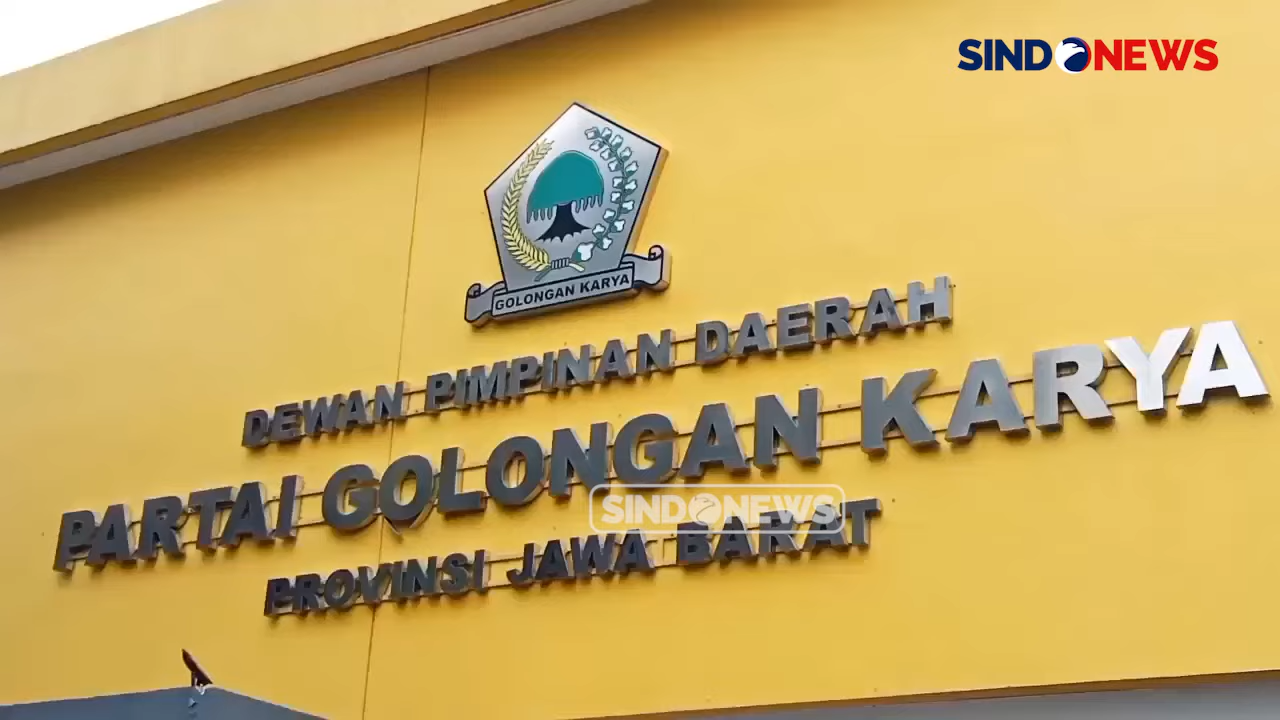 SINDONEWS
GOLONGAN KARYA
DEWAN PIMPINAN DAERAH
PARTAI GOLONGAN KARYA
SINDONEWS
PROVINSI JAWA BARAT